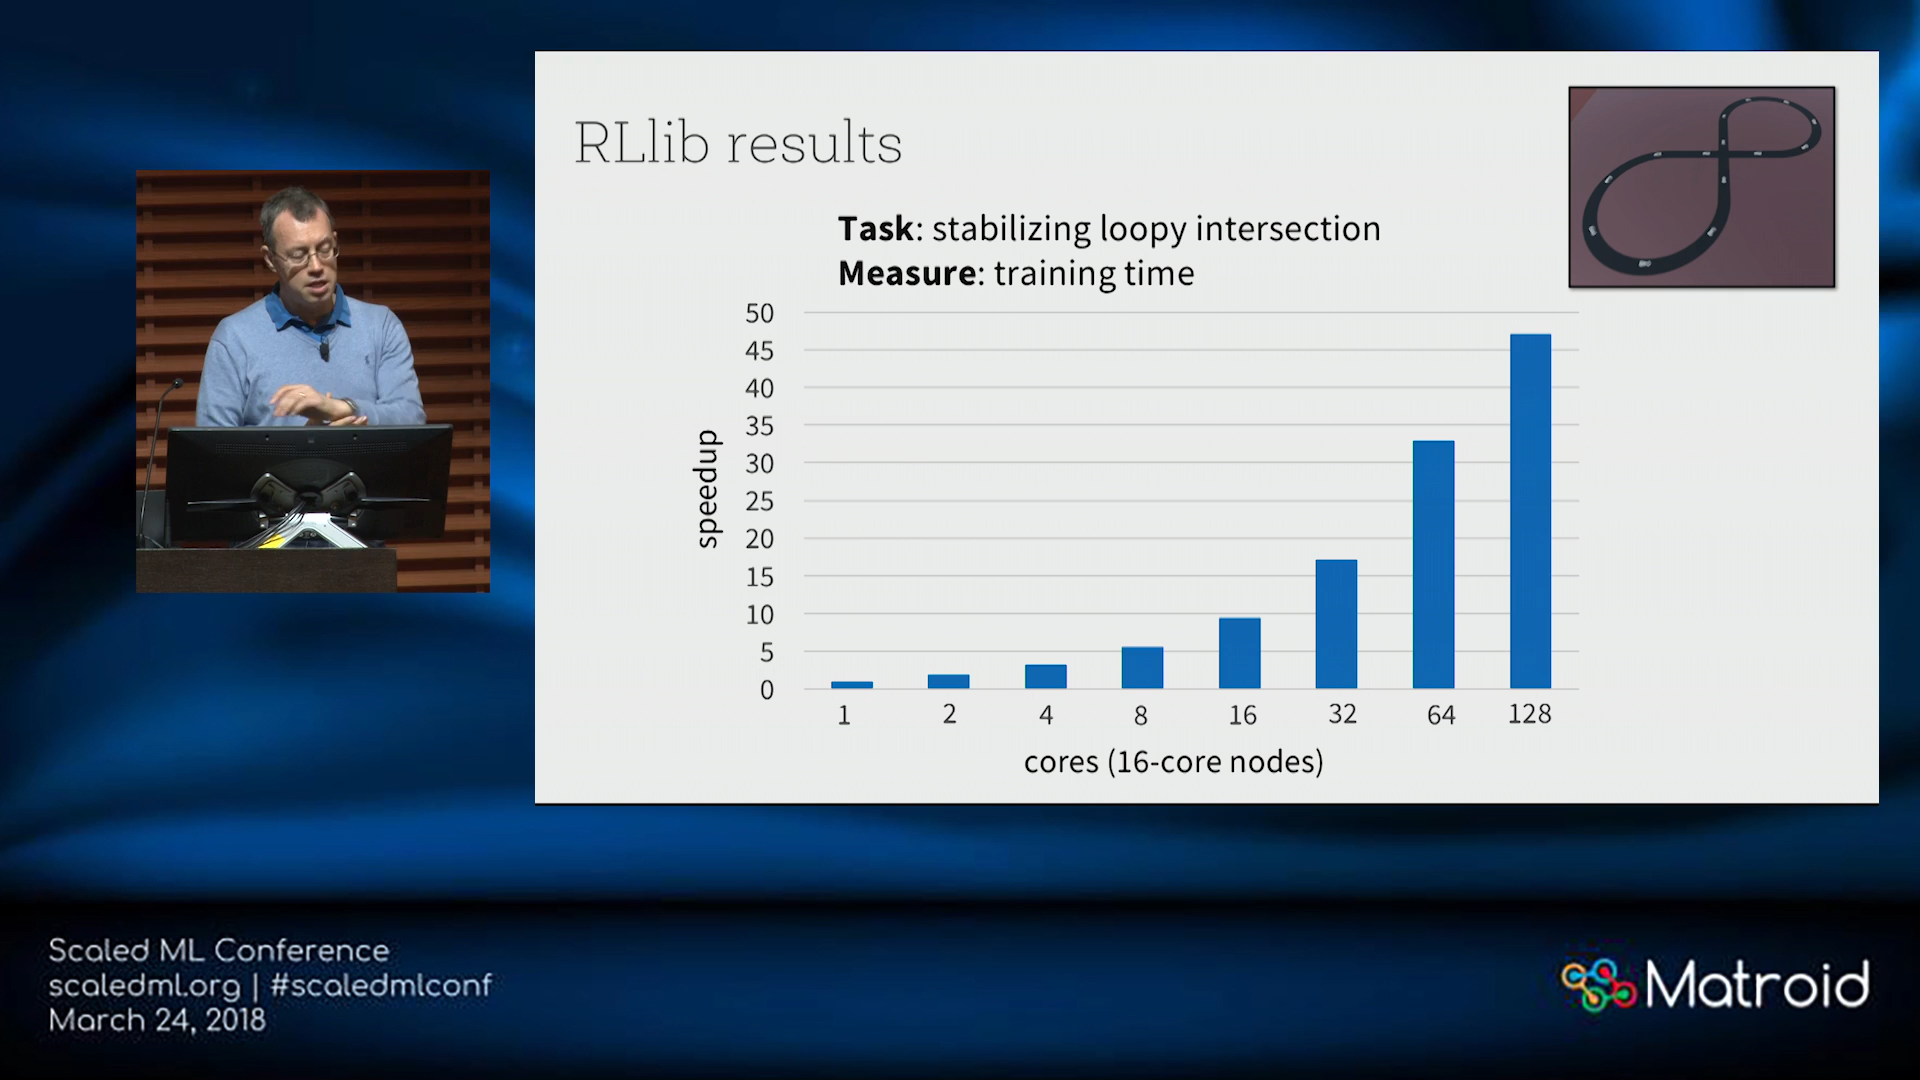 RLlib results
Task: stabilizing loopy intersection
Measure: training time
50
45
40
35
30
25
20
15
10
5
0
speedup
1 2 4 8 16 32 64 128
cores (16-core nodes)
Scaled ML Conference
scaledml.org | #scaledmlconf
March 24, 2018
Matroid